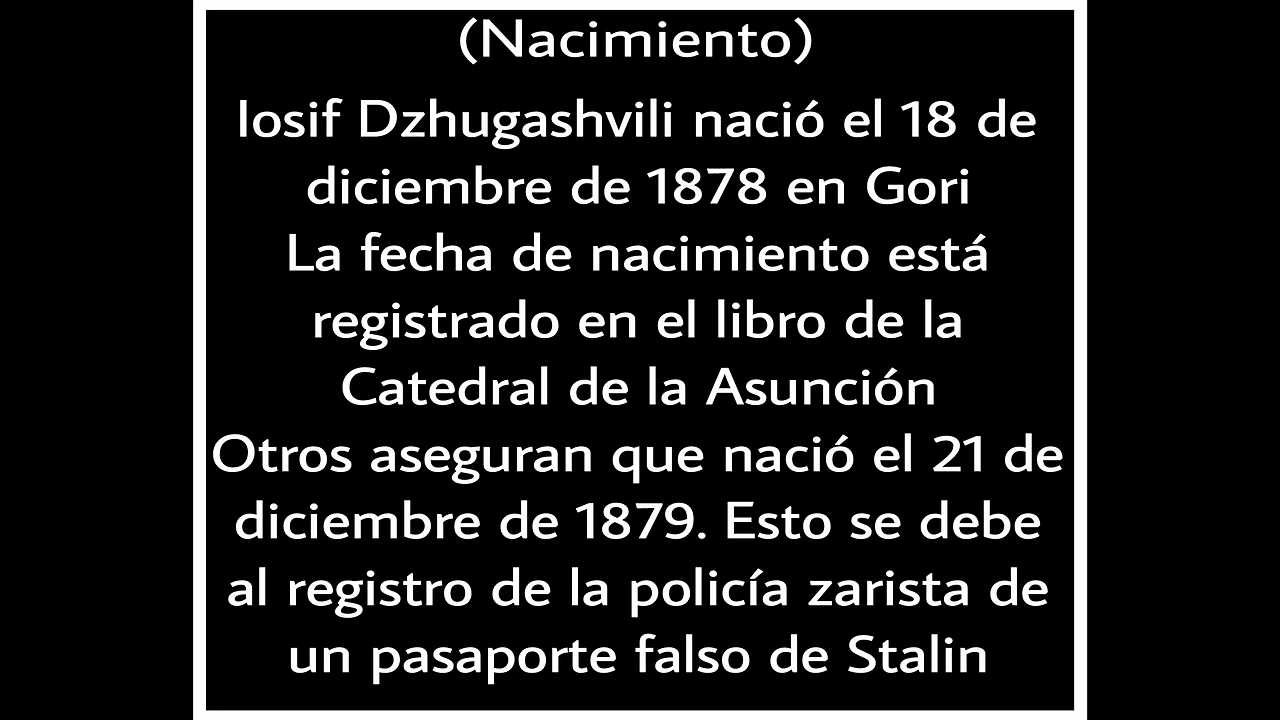 (Nacimiento)
Iosif Dzhugashvili nació el 18 de
diciembre de 1878 en Gori
La fecha de nacimiento está
registrado en el libro de la
Catedral de la Asunción
Otros aseguran que nació el 21 de
diciembre de 1879. Esto se debe
al registro de la policía zarista de
un pasaporte falso de Stalin